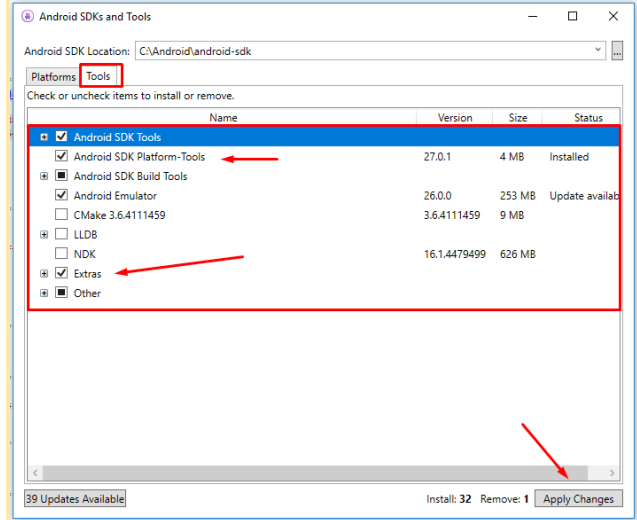 Android SDKs and Tools
Android SDK Location: C:\Android\android-sdk ...
Platforms Tools
Check or uncheck items to install or remove.
Name Version Size Status
Android SDK Tools
Android SDK Platform-Tools 27.0.1 4 MB Installed
Android SDK Build Tools
Android Emulator 26.0.0 253 MB Update availab
CMake 3.6.4111459 3.6.4111459 9 MB
LLDB
NDK 16.1.4479499 626 MB
Extras
Other
39 Updates Available Install: 32 Remove: 1 Apply Changes